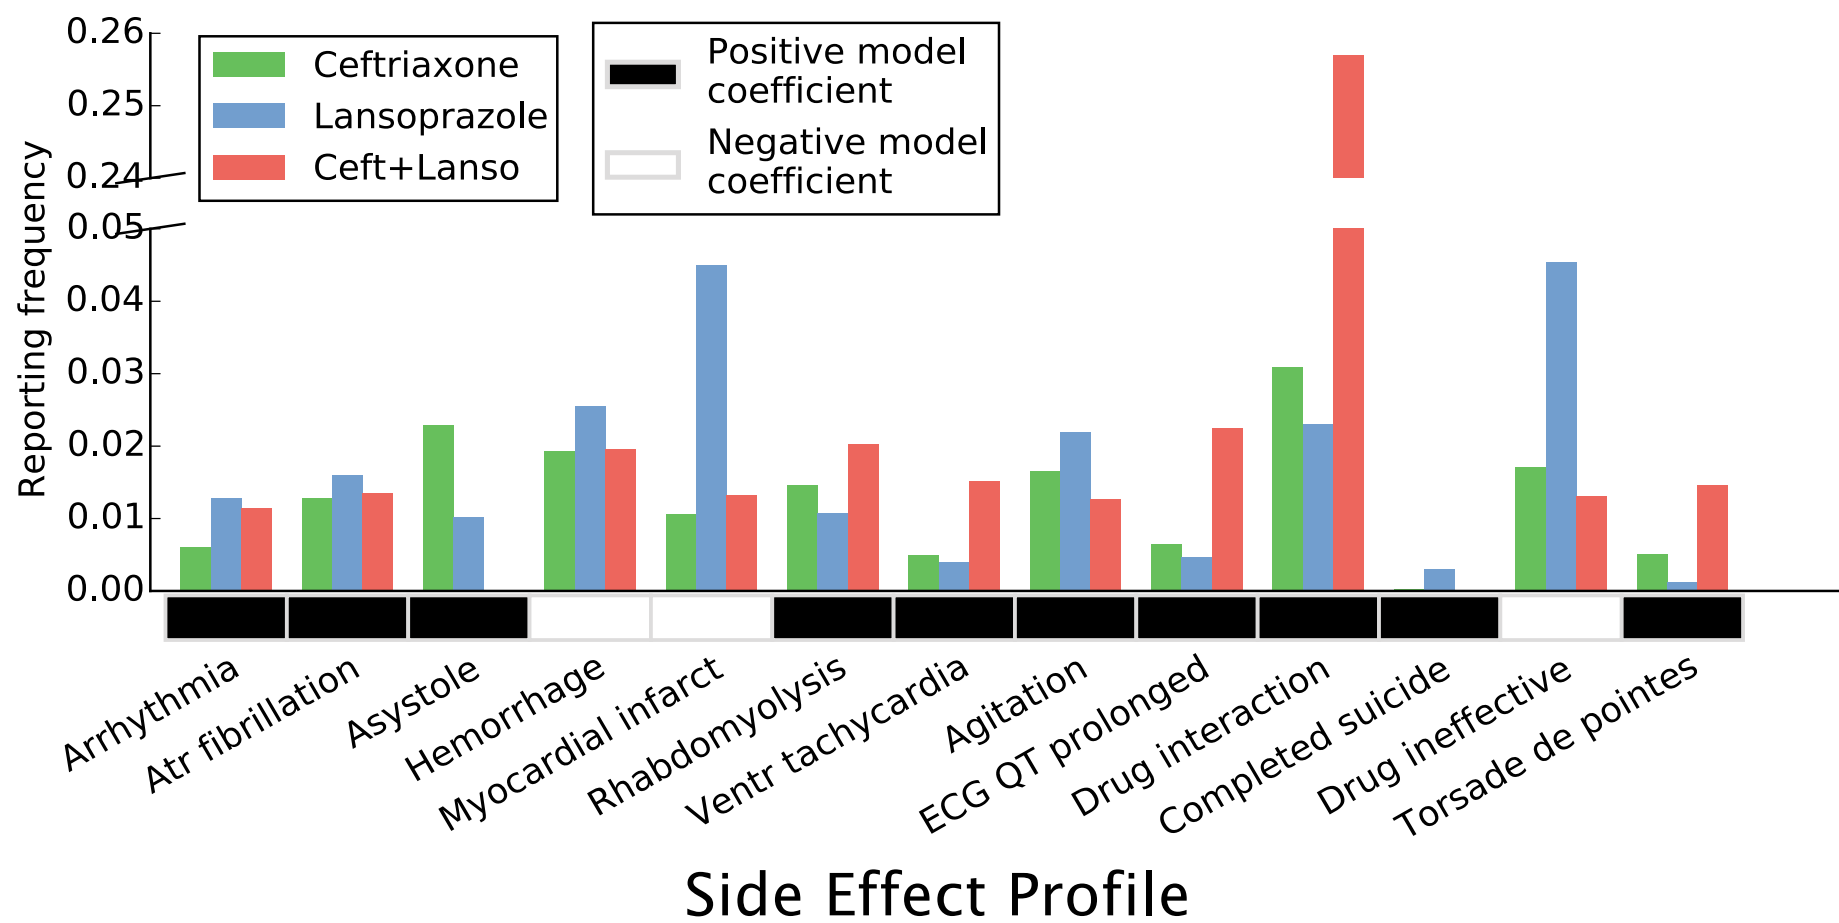 0.26
0.25
0.24
0.05
0.04
0.03
0.02
0.01
0.00
Reporting frequency
Ceftriaxone
Lansoprazole
Ceft+Lanso
Positive model
coefficient
Negative model
coefficient
Arrhythmia
Atr fibrillation
Asystole
Hemorrhage
Myocardial infarct
Rhabdomyolysis
Ventr tachycardia
Agitation
ECG QT prolonged
Drug interaction
Completed suicide
Drug ineffective
Torsade de pointes
Side Effect Profile